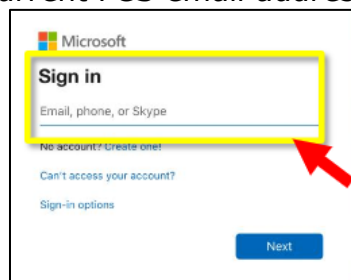 Microsoft
Sign in
Email, phone, or Skype
No account? Create one!
Can't access your account?
Sign-in options
Next